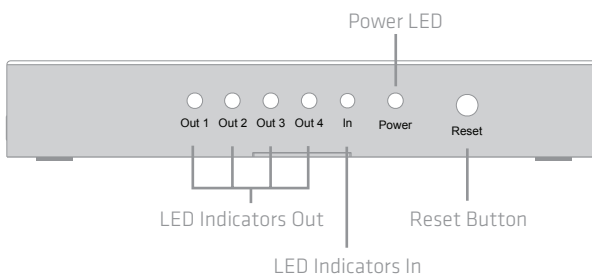 Power LED
Out 1 Out 2 Out 3 Out 4 In Power Reset
LED Indicators Out Reset Button
LED Indicators In